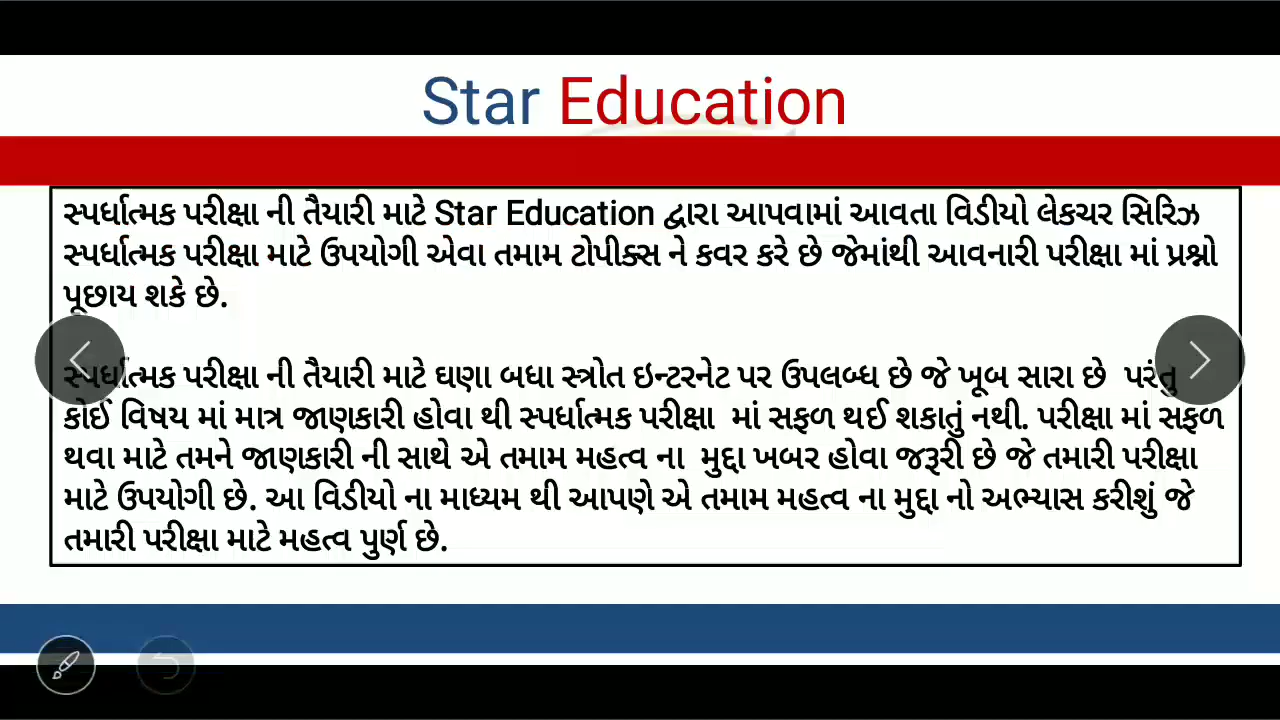 Star Education
સ્પર્ધાત્મક પરીક્ષા ની તૈયારી માટે Star Education દ્વારા આપવામાં આવતા વિડીયો લેકચર સિરિઝ
સ્પર્ધાત્મક પરીક્ષા માટે ઉપયોગી એવા તમામ ટોપીક્સ ને કવર કરે છે જેમાંથી આવનારી પરીક્ષા માં પ્રશ્નો
પૂછાય શકે છે.
સ્પર્ધાત્મક પરીક્ષા ની તૈયારી માટે ઘણા બધા સ્ત્રોત ઇન્ટરનેટ પર ઉપલબ્ધ છે જે ખૂબ સારા છે પરંતુ
કોઈ વિષય માં માત્ર જાણકારી હોવા થી સ્પર્ધાત્મક પરીક્ષા માં સફળ થઈ શકાતું નથી. પરીક્ષા માં સફળ
થવા માટે તમને જાણકારી ની સાથે એ તમામ મહત્વ ના મુદ્દા ખબર હોવા જરૂરી છે જે તમારી પરીક્ષા
માટે ઉપયોગી છે. આ વિડીયો ના માધ્યમ થી આપણે એ તમામ મહત્વ ના મુદ્દા નો અભ્યાસ કરીશું જે
તમારી પરીક્ષા માટે મહત્વ પુર્ણ છે.